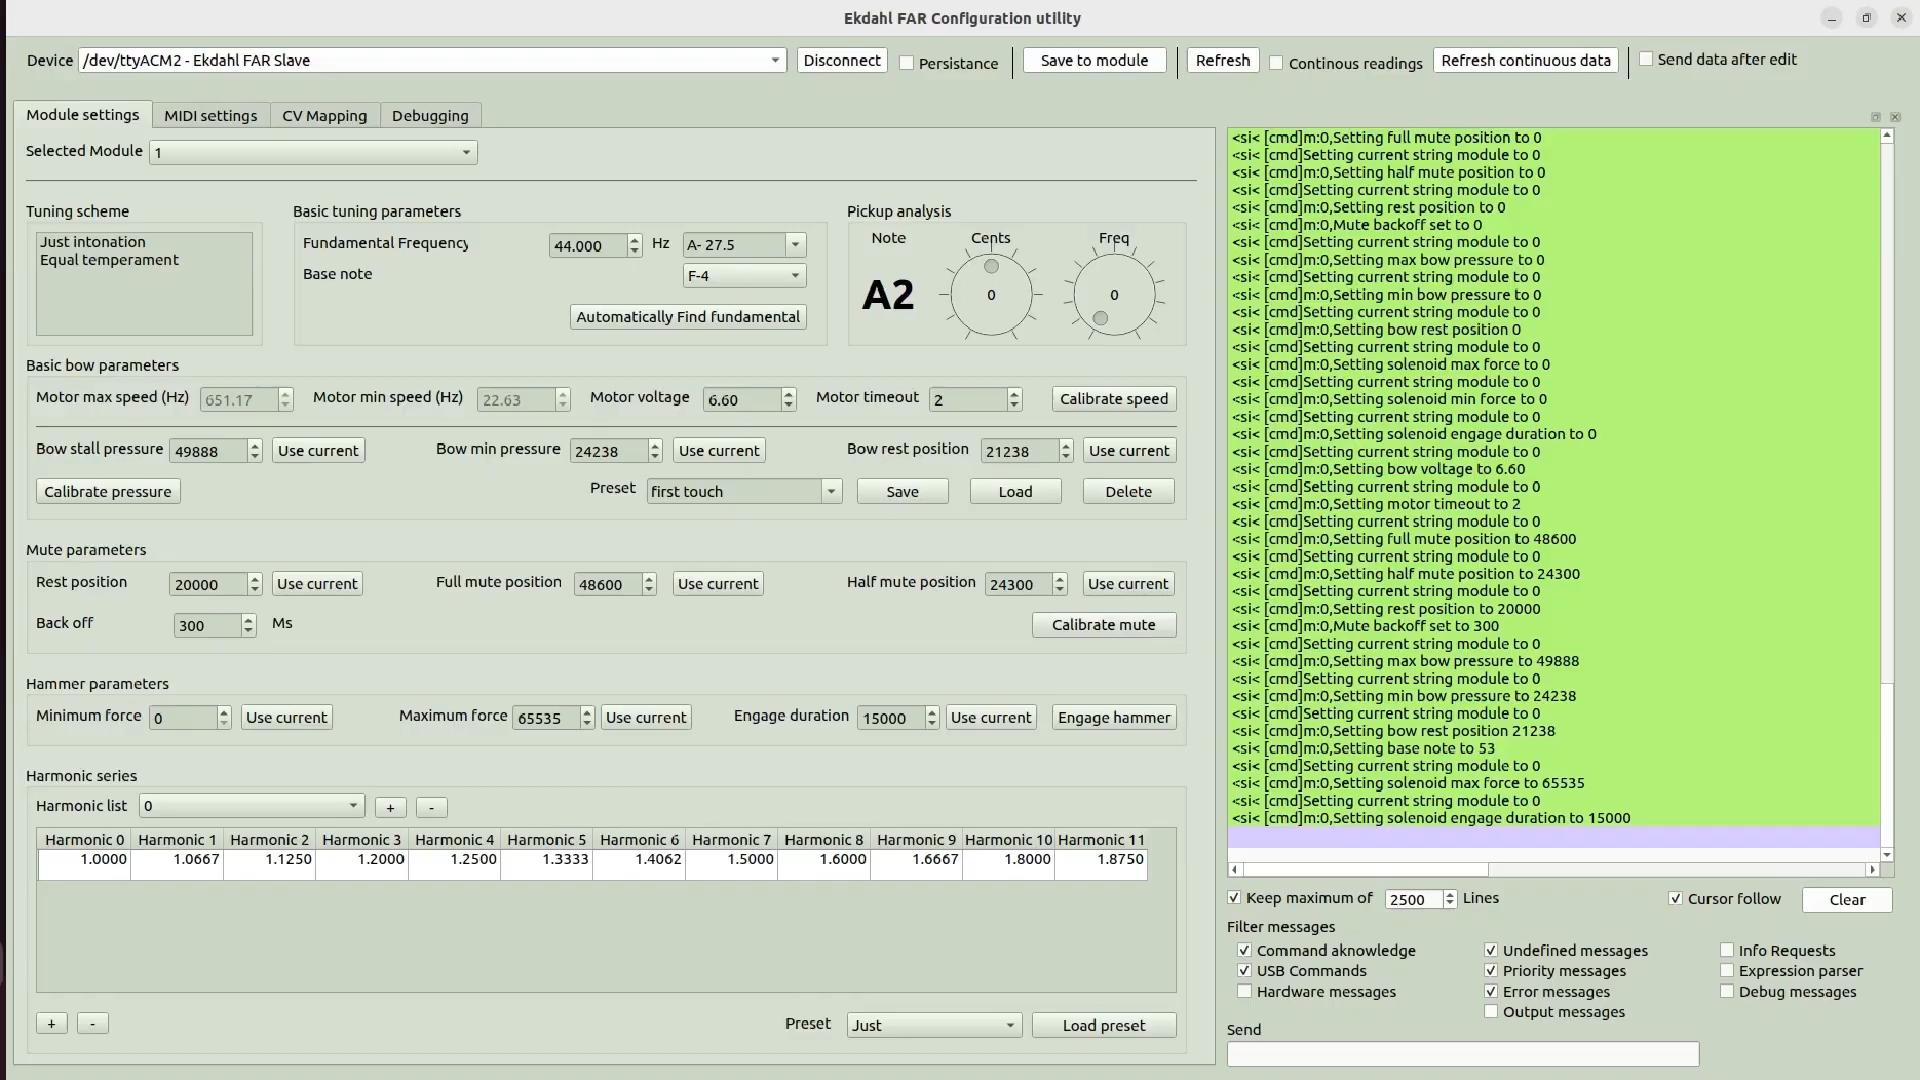 Ekdahl FAR Configuration utility
Device /dev/ttyACM2 - Ekdahl FAR Slave Disconnect Persistance Save to module Refresh Continous readings Refresh continuous data Send data after edit
Module settings MIDI settings CV Mapping Debugging
Selected Module 1
Tuning scheme Basic tuning parameters Pickup analysis
Just intonation
Equal temperament
Fundamental Frequency 44.000 Hz A- 27.5
Base note F-4
Automatically Find fundamental
Note Cents Freq
A2 0 0
Basic bow parameters
Motor max speed (Hz) 651.17 Motor min speed (Hz) 22.63 Motor voltage 6.60 Motor timeout 2 Calibrate speed
Bow stall pressure 49888 Use current Bow min pressure 24238 Use current Bow rest position 21238 Use current
Calibrate pressure Preset first touch Save Load Delete
Mute parameters
Rest position 20000 Use current Full mute position 48600 Use current Half mute position 24300 Use current
Back off 300 Ms Calibrate mute
Hammer parameters
Minimum force 0 Use current Maximum force 65535 Use current Engage duration 15000 Use current Engage hammer
Harmonic series
Harmonic list 0 + -
Harmonic 0 Harmonic 1 Harmonic 2 Harmonic 3 Harmonic 4 Harmonic 5 Harmonic 6 Harmonic 7 Harmonic 8 Harmonic 9 Harmonic 10 Harmonic 11
1.0000 1.0667 1.1250 1.2000 1.2500 1.3333 1.4062 1.5000 1.6000 1.6667 1.8000 1.8750
+ - Preset Just Load preset
<si< [cmd]m:0,Setting full mute position to 0
<si< [cmd]Setting current string module to 0
<si< [cmd]m:0,Setting half mute position to 0
<si< [cmd]Setting current string module to 0
<si< [cmd]m:0,Setting rest position to 0
<si< [cmd]m:0,Mute backoff set to 0
<si< [cmd]Setting current string module to 0
<si< [cmd]m:0,Setting max bow pressure to 0
<si< [cmd]Setting current string module to 0
<si< [cmd]m:0,Setting min bow pressure to 0
<si< [cmd]Setting current string module to 0
<si< [cmd]m:0,Setting bow rest position 0
<si< [cmd]Setting current string module to 0
<si< [cmd]m:0,Setting solenoid max force to 0
<si< [cmd]Setting current string module to 0
<si< [cmd]m:0,Setting solenoid min force to 0
<si< [cmd]Setting current string module to 0
<si< [cmd]m:0,Setting solenoid engage duration to 0
<si< [cmd]Setting current string module to 0
<si< [cmd]m:0,Setting bow voltage to 6.60
<si< [cmd]Setting current string module to 0
<si< [cmd]m:0,Setting motor timeout to 2
<si< [cmd]Setting current string module to 0
<si< [cmd]m:0,Setting full mute position to 48600
<si< [cmd]Setting current string module to 0
<si< [cmd]m:0,Setting half mute position to 24300
<si< [cmd]Setting current string module to 0
<si< [cmd]m:0,Setting rest position to 20000
<si< [cmd]m:0,Mute backoff set to 300
<si< [cmd]Setting current string module to 0
<si< [cmd]m:0,Setting max bow pressure to 49888
<si< [cmd]Setting current string module to 0
<si< [cmd]m:0,Setting min bow pressure to 24238
<si< [cmd]Setting current string module to 0
<si< [cmd]m:0,Setting bow rest position 21238
<si< [cmd]m:0,Setting base note to 53
<si< [cmd]Setting current string module to 0
<si< [cmd]m:0,Setting solenoid max force to 65535
<si< [cmd]Setting current string module to 0
<si< [cmd]m:0,Setting solenoid engage duration to 15000
Keep maximum of 2500 Lines Cursor follow Clear
Filter messages
Command aknowledge Undefined messages Info Requests
USB Commands Priority messages Expression parser
Hardware messages Error messages Debug messages
Output messages
Send